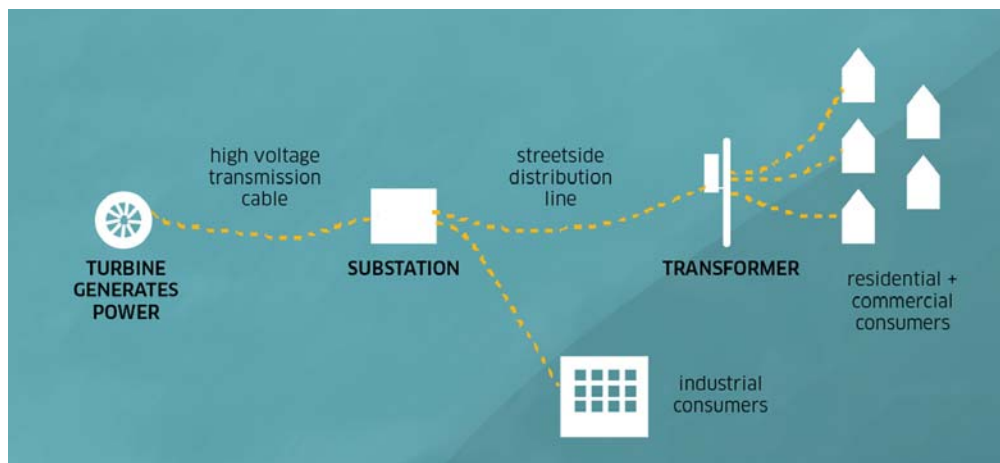 high voltage
transmission
cable
streetside
distribution
line
TURBINE
GENERATES
POWER
SUBSTATION
TRANSFORMER
residential +
commercial
consumers
industrial
consumers